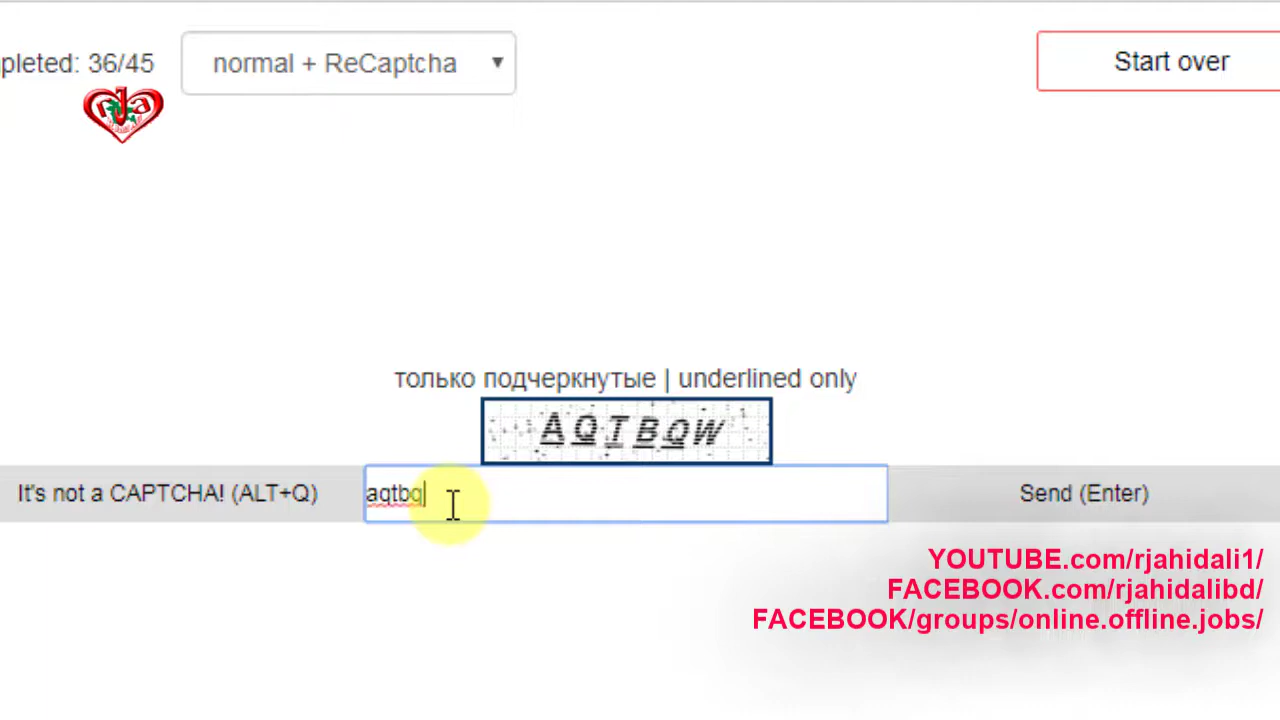 pleted: 36/45
normal + ReCaptcha
Start over
rJa
только подчеркнутые | underlined only
AQTBQW
It's not a CAPTCHA! (ALT+Q)
aqtbq
Send (Enter)
YOUTUBE.com/rjahidali1/
FACEBOOK.com/rjahidalibd/
FACEBOOK/groups/online.offline.jobs/